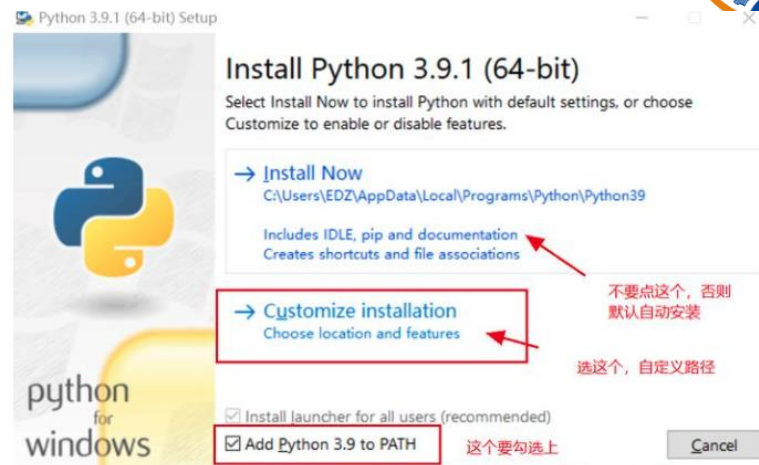 Python 3.9.1 (64-bit) Setup
Install Python 3.9.1 (64-bit)
Select Install Now to install Python with default settings, or choose
Customize to enable or disable features.
→ Install Now
C:\Users\EDZ\AppData\Local\Programs\Python\Python39
Includes IDLE, pip and documentation
Creates shortcuts and file associations
不要点这个，否则
默认自动安装
→ Customize installation
Choose location and features
选这个，自定义路径
python
for
windows
Install launcher for all users (recommended)
Add Python 3.9 to PATH
这个要勾选上
Cancel